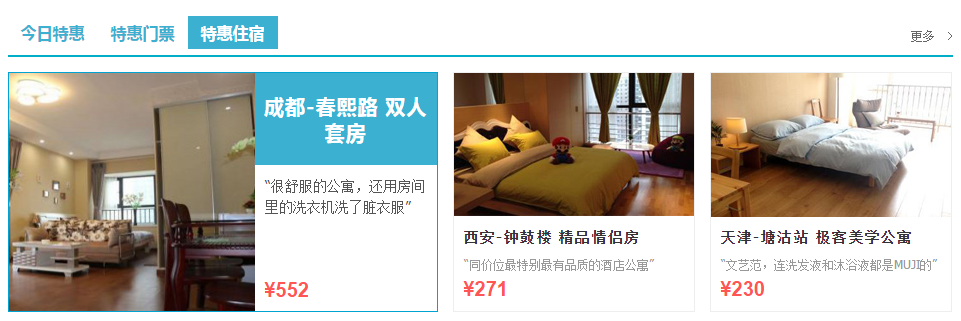 今日特惠 特惠门票 特惠住宿 更多 >
成都-春熙路 双人
套房
“很舒服的公寓，还用房间
里的洗衣机洗了脏衣服”
¥552
西安-钟鼓楼 精品情侣房
“同价位最特别最有品质的酒店公寓”
¥271
天津-塘沽站 极客美学公寓
“文艺范，连洗发液和沐浴液都是MUJI的”
¥230